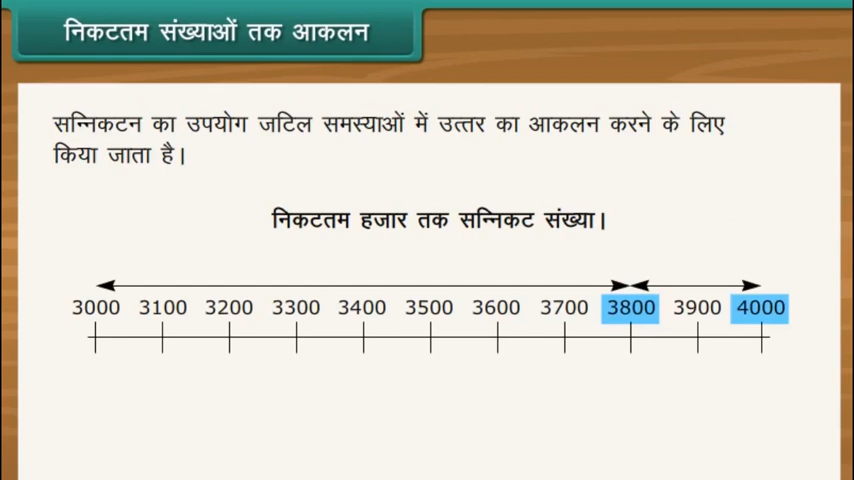 निकटतम संख्याओं तक आकलन
सन्निकटन का उपयोग जटिल समस्याओं में उत्तर का आकलन करने के लिए
किया जाता है।
निकटतम हजार तक सन्निकट संख्या।
3000 3100 3200 3300 3400 3500 3600 3700 3800 3900 4000